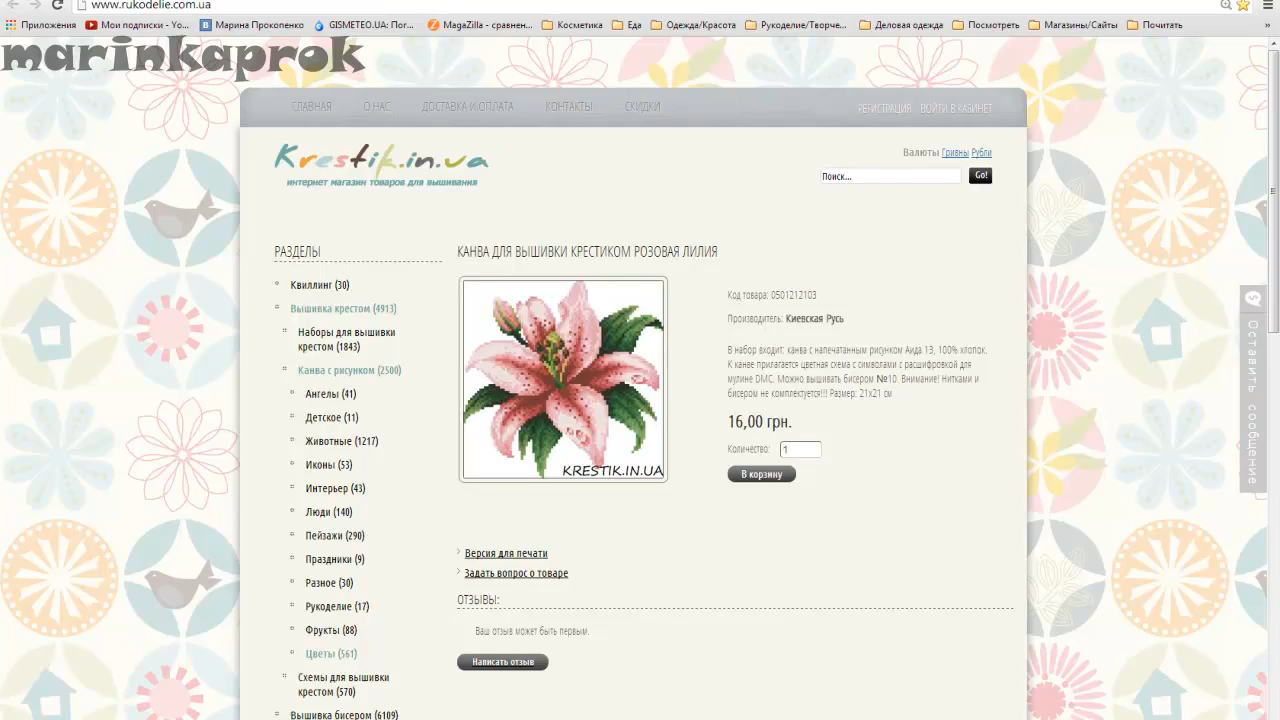 www.rukodelie.com.ua
Приложения Мои подписки - Yo... Марина Прокопенко GISMETEO.UA: Пог... MagaZilla - сравнен... Косметика Еда Одежда/Красота Рукоделие/Творче... Деловая одежда Посмотреть Магазины/Сайты Почитать »
marinkaprok
ГЛАВНАЯ О НАС ДОСТАВКА И ОПЛАТА КОНТАКТЫ СКИДКИ РЕГИСТРАЦИЯ ВОЙТИ В КАБИНЕТ
Krestik.in.ua
интернет магазин товаров для вышивания
Валюты Гривны Рубли
Поиск... Go!
РАЗДЕЛЫ
Квиллинг (30)
Вышивка крестом (4913)
Наборы для вышивки
крестом (1843)
Канва с рисунком (2500)
Ангелы (41)
Детское (11)
Животные (1217)
Иконы (53)
Интерьер (43)
Люди (140)
Пейзажи (290)
Праздники (9)
Разное (30)
Рукоделие (17)
Фрукты (88)
Цветы (561)
Схемы для вышивки
крестом (570)
Вышивка бисером (6109)
КАНВА ДЛЯ ВЫШИВКИ КРЕСТИКОМ РОЗОВАЯ ЛИЛИЯ
KRESTIK.IN.UA
Код товара: 0501212103
Производитель: Киевская Русь
В набор входит: канва с напечатанным рисунком Аида 13, 100% хлопок.
К канве прилагается цветная схема с символами с расшифровкой для
мулине DMC. Можно вышивать бисером №10. Внимание! Нитками и
бисером не комплектуется!!! Размер: 21x21 см
16,00 грн.
Количество: 1
В корзину
Версия для печати
Задать вопрос о товаре
ОТЗЫВЫ:
Ваш отзыв может быть первым.
Написать отзыв
Оставить сообщение